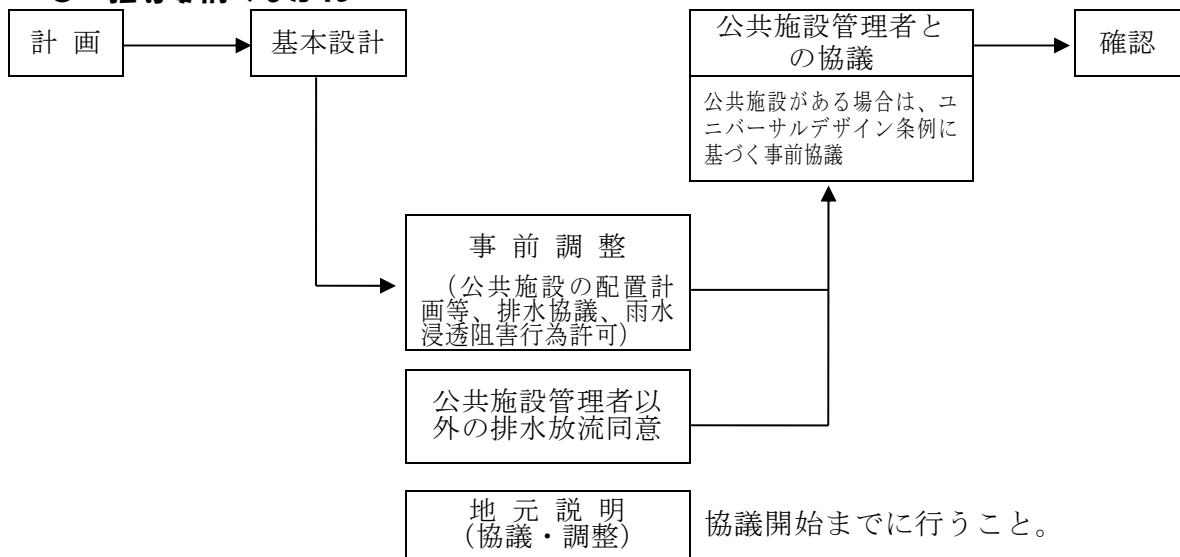 計 画
基本設計
公共施設管理者と
の協議
公共施設がある場合は、ユ
ニバーサルデザイン条例に
基づく事前協議
確認
事 前 調 整
（公共施設の配置計
画等、排水協議、雨水
浸透阻害行為許可）
公共施設管理者以
外の排水放流同意
地 元 説 明
（協議・調整）
協議開始までに行うこと。